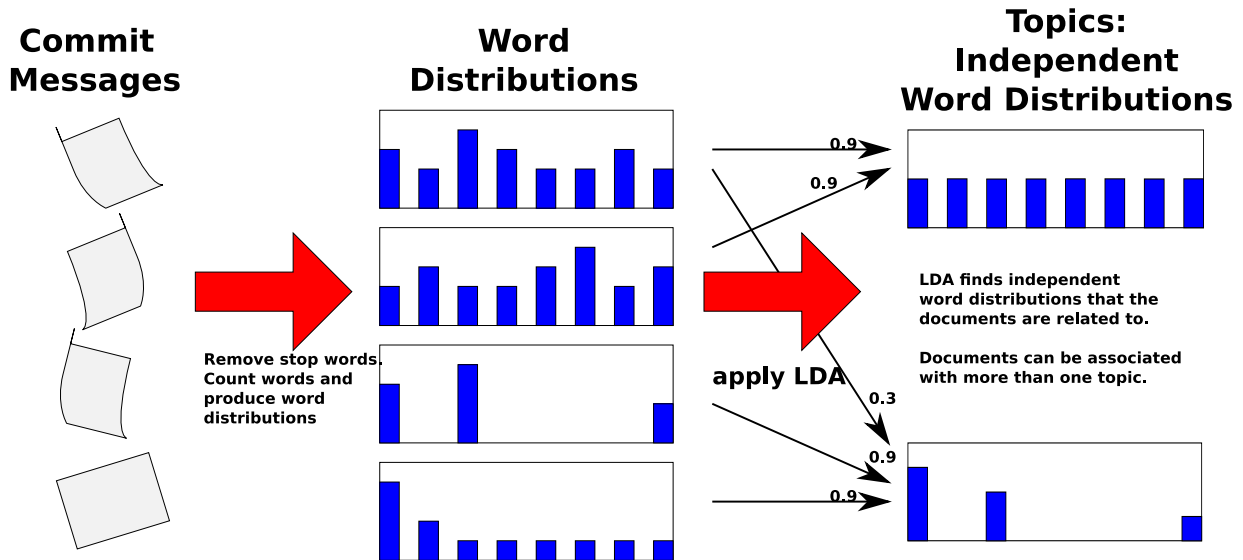 Commit
Messages
Word
Distributions
Topics:
Independent
Word Distributions
0.9
0.9
Remove stop words.
Count words and
produce word
distributions
apply LDA
LDA finds independent
word distributions that the
documents are related to.
Documents can be associated
with more than one topic.
0.3
0.9
0.9